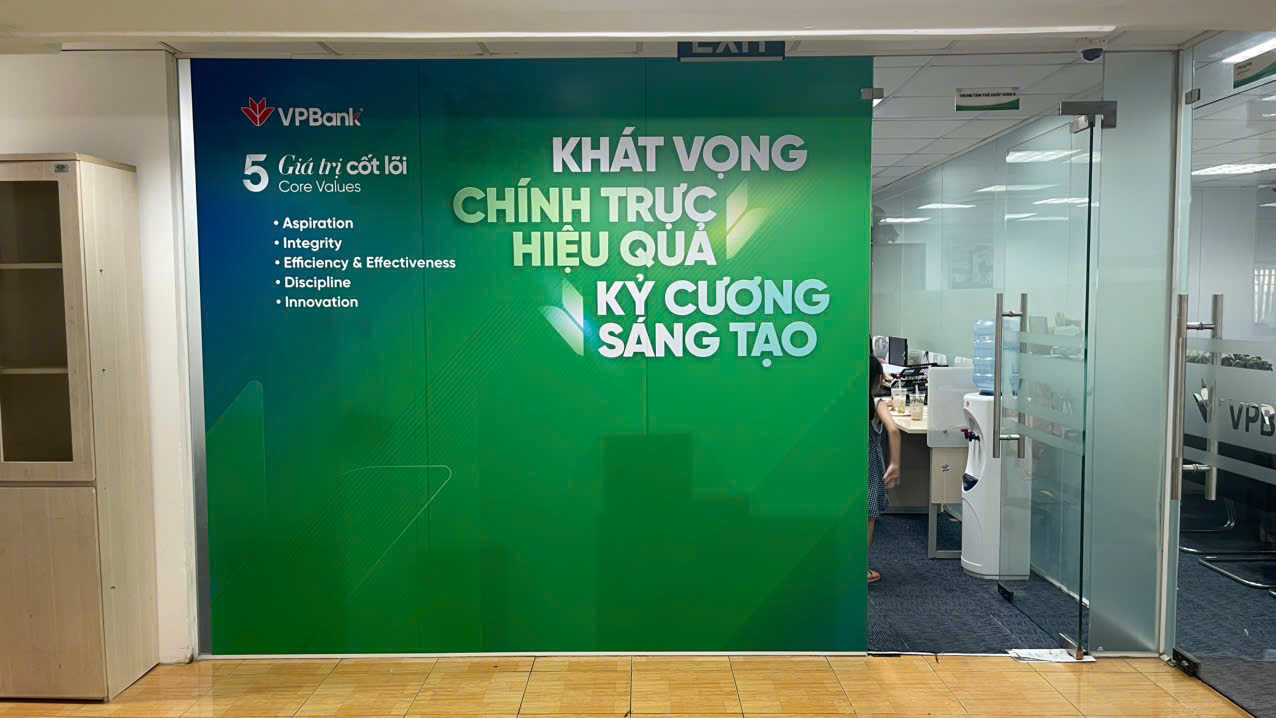 EXIT
VPBank
5 Giá trị cốt lõi
Core Values
• Aspiration
• Integrity
• Efficiency & Effectiveness
• Discipline
• Innovation
KHÁT VỌNG
CHÍNH TRỰC
HIỆU QUẢ
KỶ CƯƠNG
SÁNG TẠO
VPB